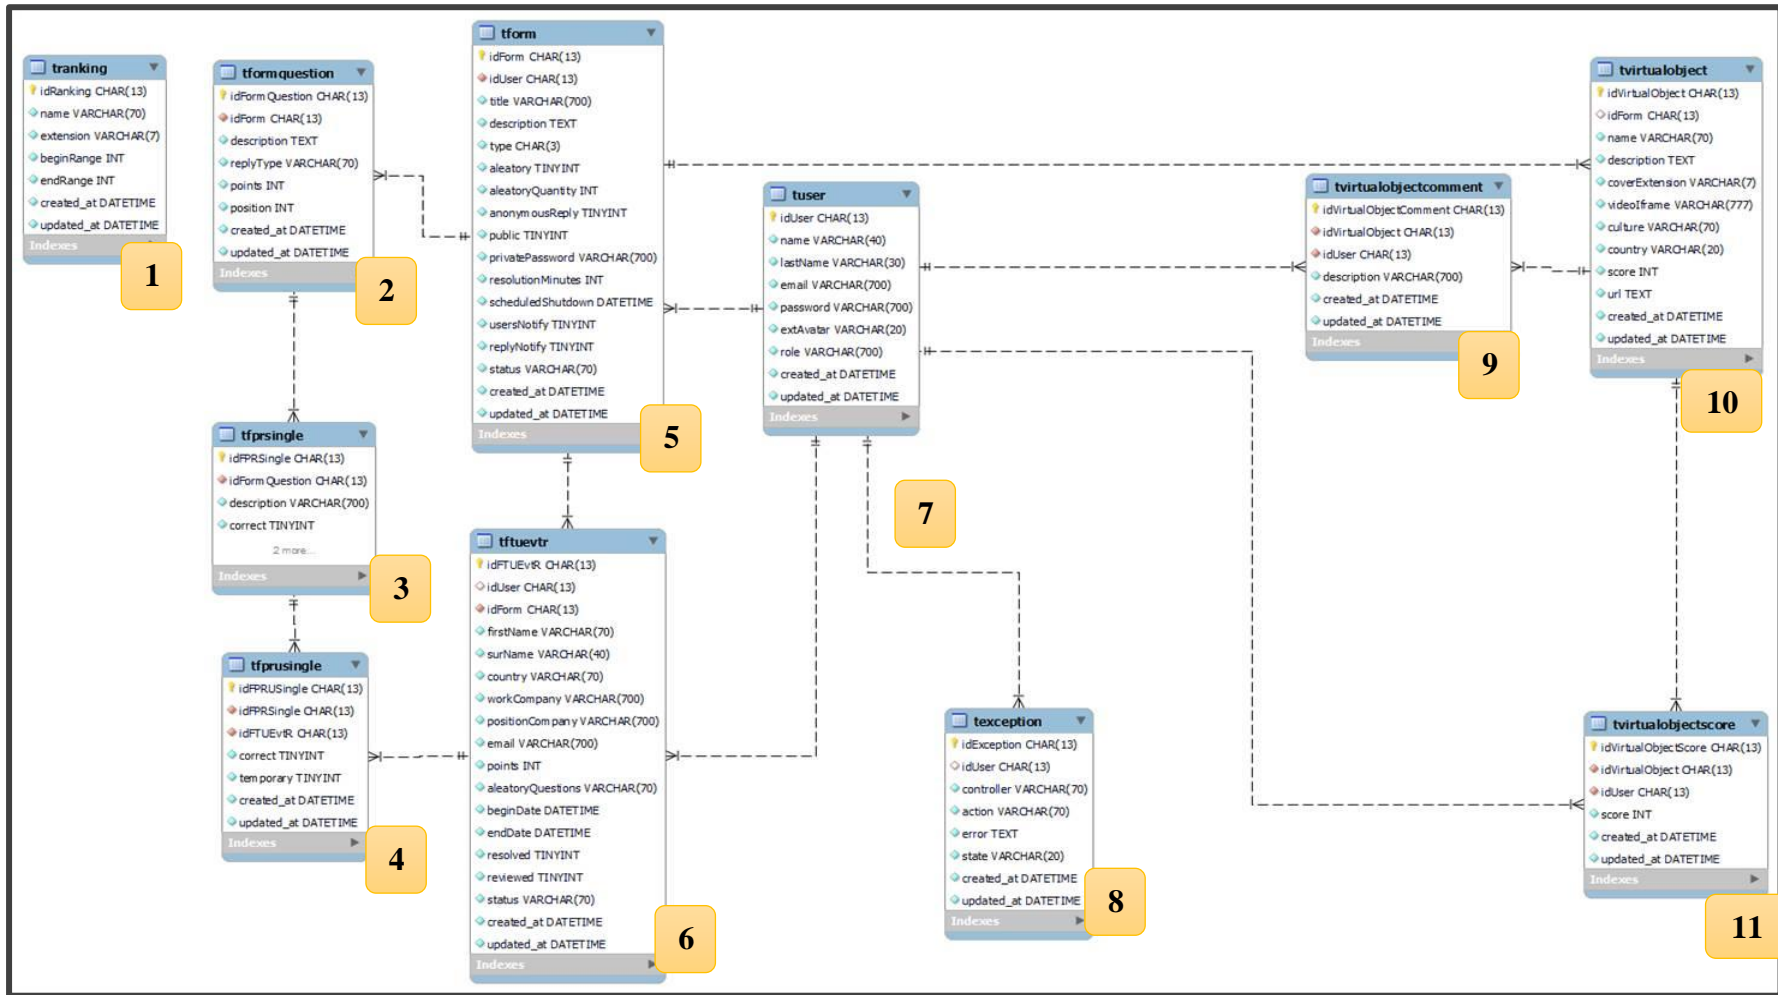 tranking
idRanking CHAR(13)
name VARCHAR(70)
extension VARCHAR(7)
beginRange INT
endRange INT
created_at DATETIME
updated_at DATETIME
Indexes
1
tformquestion
idFormQuestion CHAR(13)
idForm CHAR(13)
description TEXT
replyType VARCHAR(70)
points INT
position INT
created_at DATETIME
updated_at DATETIME
Indexes
2
tfprsingle
idFPRSingle CHAR(13)
idFormQuestion CHAR(13)
description VARCHAR(700)
correct TINYINT
2 more...
Indexes
3
tfprusingle
idFPRUSingle CHAR(13)
idFPRSingle CHAR(13)
idFTUEvtR CHAR(13)
correct TINYINT
temporary TINYINT
created_at DATETIME
updated_at DATETIME
Indexes
4
tform
idForm CHAR(13)
idUser CHAR(13)
title VARCHAR(700)
description TEXT
type CHAR(3)
aleatory TINYINT
aleatoryQuantity INT
anonymousReply TINYINT
public TINYINT
privatePassword VARCHAR(700)
resolutionMinutes INT
scheduledShutdown DATETIME
usersNotify TINYINT
replyNotify TINYINT
status VARCHAR(70)
created_at DATETIME
updated_at DATETIME
Indexes
5
tftuevtr
idFTUEvtR CHAR(13)
idUser CHAR(13)
idForm CHAR(13)
firstName VARCHAR(70)
surName VARCHAR(40)
country VARCHAR(70)
workCompany VARCHAR(700)
positionCompany VARCHAR(700)
email VARCHAR(700)
points INT
aleatoryQuestions VARCHAR(70)
beginDate DATETIME
endDate DATETIME
resolved TINYINT
reviewed TINYINT
status VARCHAR(70)
created_at DATETIME
updated_at DATETIME
Indexes
6
tuser
idUser CHAR(13)
name VARCHAR(40)
lastName VARCHAR(30)
email VARCHAR(700)
password VARCHAR(700)
extAvatar VARCHAR(20)
role VARCHAR(700)
created_at DATETIME
updated_at DATETIME
Indexes
7
texception
idException CHAR(13)
idUser CHAR(13)
controller VARCHAR(70)
action VARCHAR(70)
error TEXT
state VARCHAR(20)
created_at DATETIME
updated_at DATETIME
Indexes
8
tvirtualobjectcomment
idVirtualObjectComment CHAR(13)
idVirtualObject CHAR(13)
idUser CHAR(13)
description VARCHAR(700)
created_at DATETIME
updated_at DATETIME
Indexes
9
tvirtualobject
idVirtualObject CHAR(13)
idForm CHAR(13)
name VARCHAR(70)
description TEXT
coverExtension VARCHAR(7)
videoIframe VARCHAR(777)
culture VARCHAR(70)
country VARCHAR(20)
score INT
url TEXT
created_at DATETIME
updated_at DATETIME
Indexes
10
tvirtualobjectscore
idVirtualObjectScore CHAR(13)
idVirtualObject CHAR(13)
idUser CHAR(13)
score INT
created_at DATETIME
updated_at DATETIME
Indexes
11